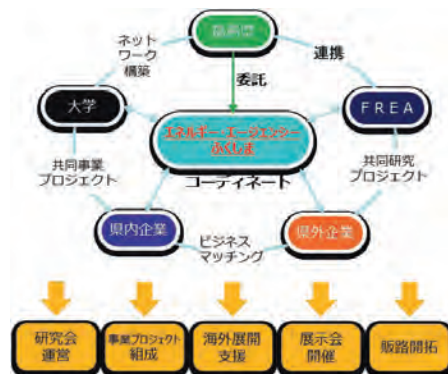 ネット
ワーク
構築
福島県
連携
委託
大学
FREA
エネルギー・エージェンシー
ふくしま
コーディネート
共同事業
プロジェクト
共同研究
プロジェクト
県内企業
県外企業
ビジネス
マッチング
研究会
運営
事業プロジェクト
組成
海外展開
支援
展示会
開催
販路開拓